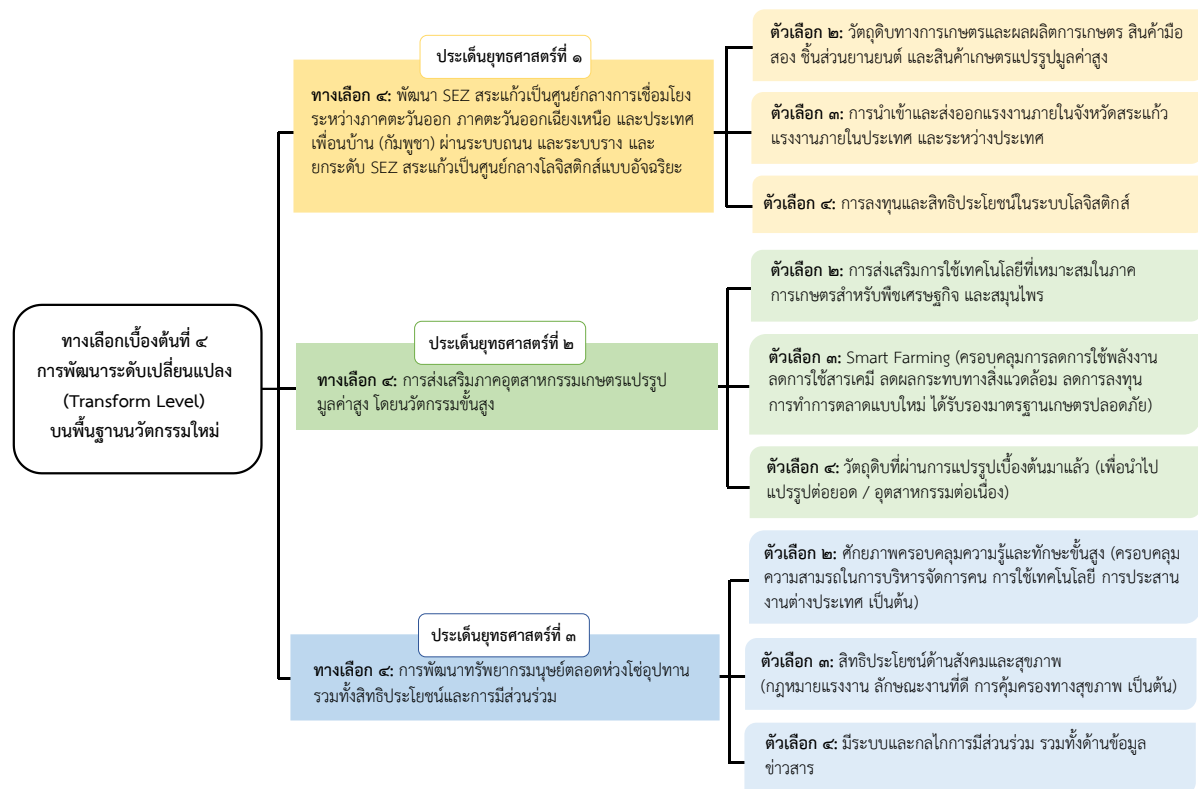 ทางเลือกเบื้องต้นที่ ๔
การพัฒนาระดับเปลี่ยนแปลง
(Transform Level)
บนพื้นฐานนวัตกรรมใหม่
ประเด็นยุทธศาสตร์ที่ ๑
ทางเลือก ๔: พัฒนา SEZ สระแก้วเป็นศูนย์กลางการเชื่อมโยง
ระหว่างภาคตะวันออก ภาคตะวันออกเฉียงเหนือ และประเทศ
เพื่อนบ้าน (กัมพูชา) ผ่านระบบถนน และระบบราง และ
ยกระดับ SEZ สระแก้วเป็นศูนย์กลางโลจิสติกส์แบบอัจฉริยะ
ตัวเลือก ๒: วัตถุดิบทางการเกษตรและผลผลิตการเกษตร สินค้ามือ
สอง ชิ้นส่วนยานยนต์ และสินค้าเกษตรแปรรูปมูลค่าสูง
ตัวเลือก ๓: การนำเข้าและส่งออกแรงงานภายในจังหวัดสระแก้ว
แรงงานภายในประเทศ และระหว่างประเทศ
ตัวเลือก ๔: การลงทุนและสิทธิประโยชน์ในระบบโลจิสติกส์
ประเด็นยุทธศาสตร์ที่ ๒
ทางเลือก ๔: การส่งเสริมภาคอุตสาหกรรมเกษตรแปรรูป
มูลค่าสูง โดยนวัตกรรมขั้นสูง
ตัวเลือก ๒: การส่งเสริมการใช้เทคโนโลยีที่เหมาะสมในภาค
การเกษตรสำหรับพืชเศรษฐกิจ และสมุนไพร
ตัวเลือก ๓: Smart Farming (ครอบคลุมการลดการใช้พลังงาน
ลดการใช้สารเคมี ลดผลกระทบทางสิ่งแวดล้อม ลดการลงทุน
การทำการตลาดแบบใหม่ ได้รับรองมาตรฐานเกษตรปลอดภัย)
ตัวเลือก ๔: วัตถุดิบที่ผ่านการแปรรูปเบื้องต้นมาแล้ว (เพื่อนำไป
แปรรูปต่อยอด / อุตสาหกรรมต่อเนื่อง)
ประเด็นยุทธศาสตร์ที่ ๓
ทางเลือก ๔: การพัฒนาทรัพยากรมนุษย์ตลอดห่วงโซ่อุปทาน
รวมทั้งสิทธิประโยชน์และการมีส่วนร่วม
ตัวเลือก ๒: ศักยภาพครอบคลุมความรู้และทักษะขั้นสูง (ครอบคลุม
ความสามรถในการบริหารจัดการคน การใช้เทคโนโลยี การประสาน
งานต่างประเทศ เป็นต้น)
ตัวเลือก ๓: สิทธิประโยชน์ด้านสังคมและสุขภาพ
(กฎหมายแรงงาน ลักษณะงานที่ดี การคุ้มครองทางสุขภาพ เป็นต้น)
ตัวเลือก ๔: มีระบบและกลไกการมีส่วนร่วม รวมทั้งด้านข้อมูล
ข่าวสาร